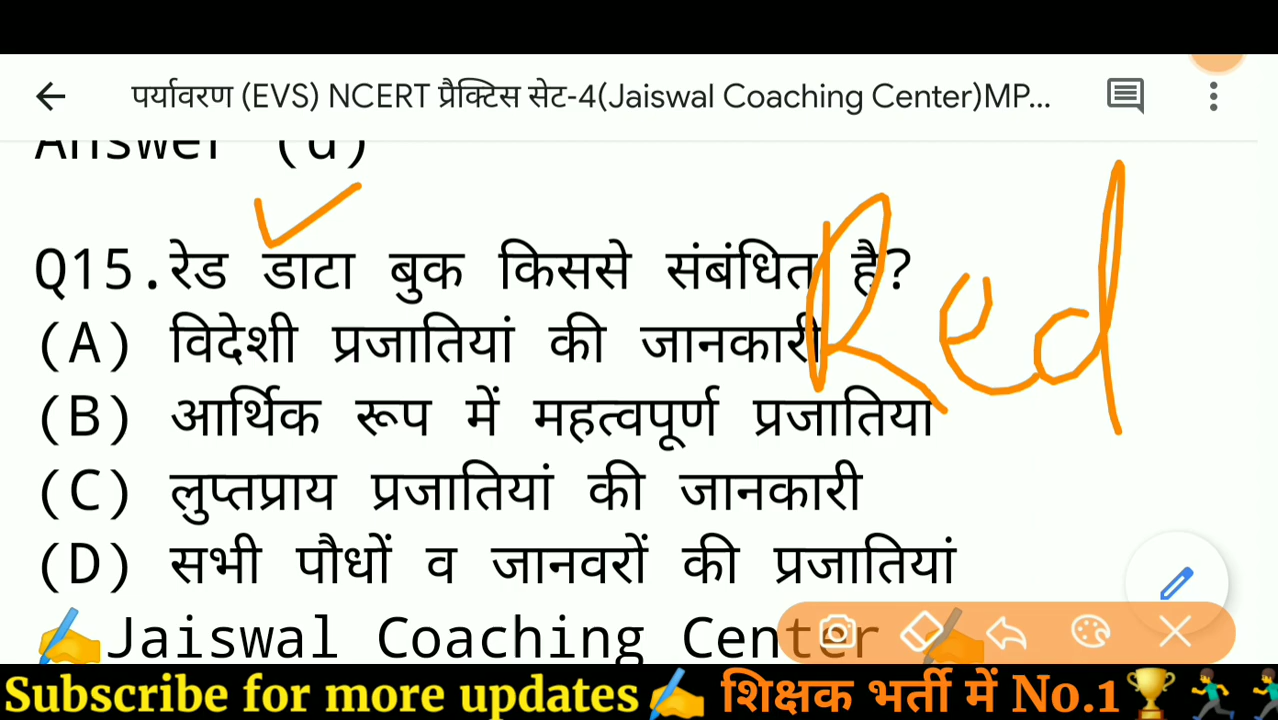 पर्यावरण (EVS) NCERT प्रैक्टिस सेट-4(Jaiswal Coaching Center)MP...
Answer (d)
Q15.रेड डाटा बुक किससे संबंधित है?
Red
(A) विदेशी प्रजातियां की जानकारी
(B) आर्थिक रूप में महत्वपूर्ण प्रजातिया
(C) लुप्तप्राय प्रजातियां की जानकारी
(D) सभी पौधों व जानवरों की प्रजातियां
✍Jaiswal Coaching Center ✍
Subscribe for more updates✍ शिक्षक भर्ती में No.1🏆🏃🏃